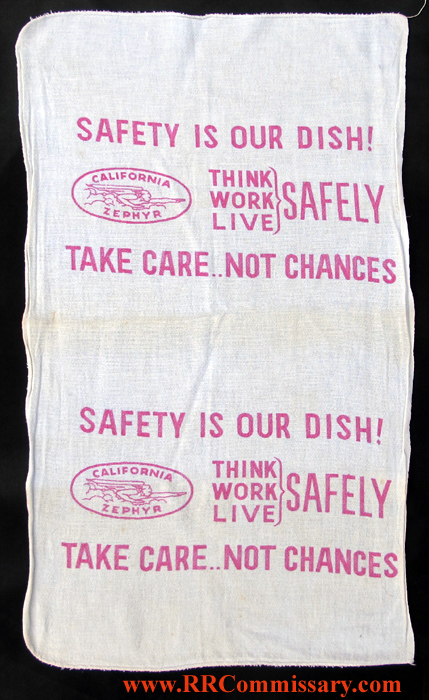 SAFETY IS OUR DISH!
CALIFORNIA
ZEPHYR
THINK
WORK
LIVE
SAFELY
TAKE CARE..NOT CHANCES
SAFETY IS OUR DISH!
CALIFORNIA
ZEPHYR
THINK
WORK
LIVE
SAFELY
TAKE CARE..NOT CHANCES
www.RRCommissary.com